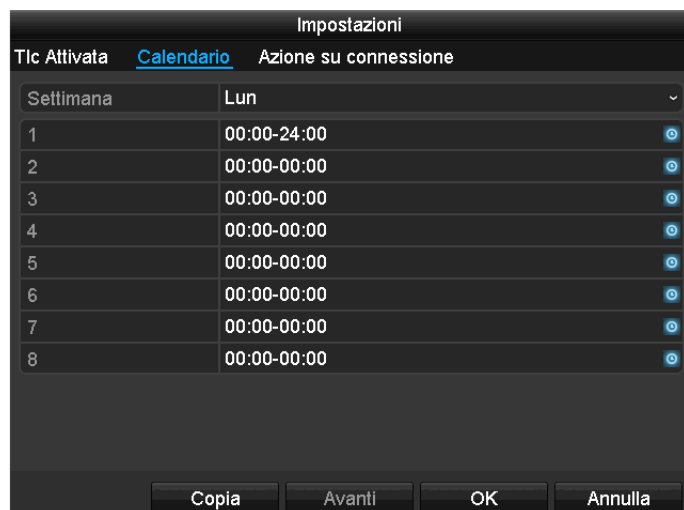 Impostazioni
Tlc Attivata Calendario Azione su connessione
Settimana Lun
1 00:00-24:00
2 00:00-00:00
3 00:00-00:00
4 00:00-00:00
5 00:00-00:00
6 00:00-00:00
7 00:00-00:00
8 00:00-00:00
Copia Avanti OK Annulla